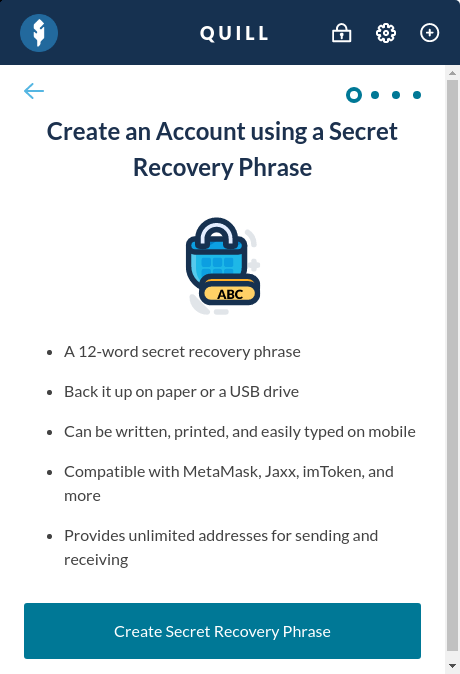 QUILL
Create an Account using a Secret
Recovery Phrase
ABC
A 12-word secret recovery phrase
Back it up on paper or a USB drive
Can be written, printed, and easily typed on mobile
Compatible with MetaMask, Jaxx, imToken, and
more
Provides unlimited addresses for sending and
receiving
Create Secret Recovery Phrase